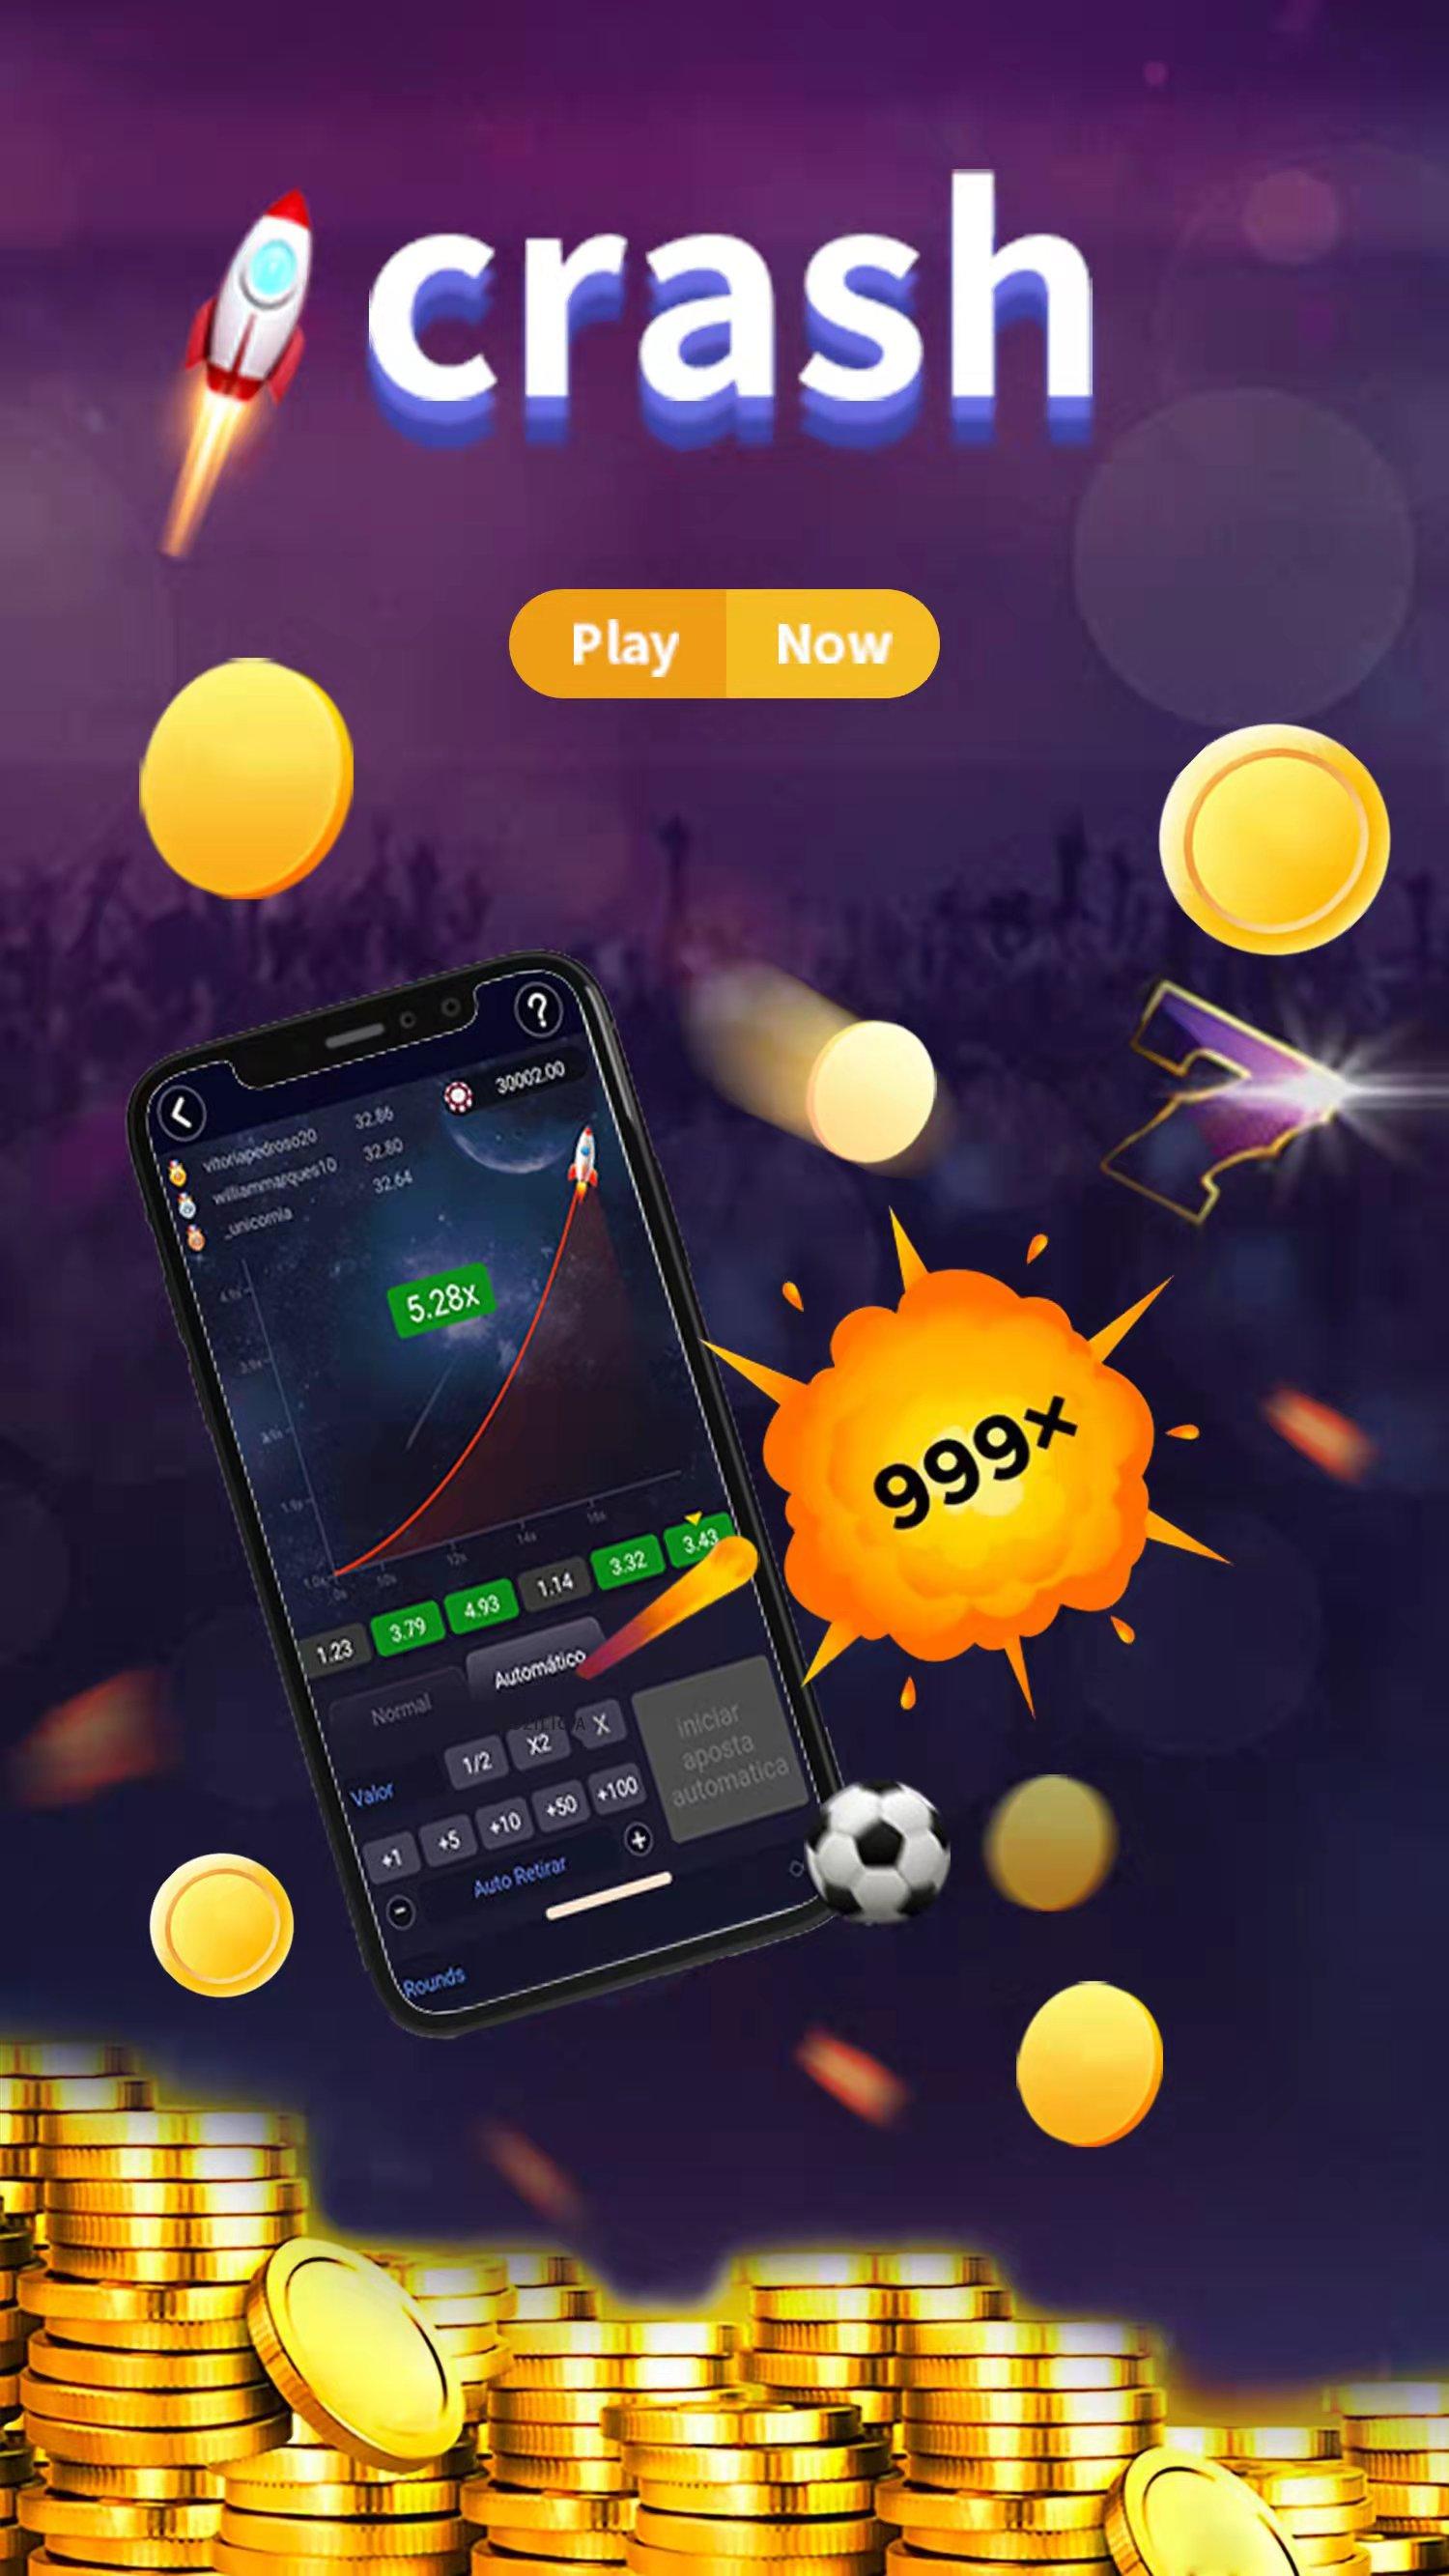 crash
Play Now
?
30002.00
vitoriapedroso20 32.86
williammarques10 32.80
_unicornia 32.64
5.28x
999×
1.23 3.79 4.93 1.14 3.32 3.43
Normal Automático
Valor 1/2 X2 X
iniciar
aposta
automatica
+1 +5 +10 +50 +100
- Auto Retirar +
Rounds